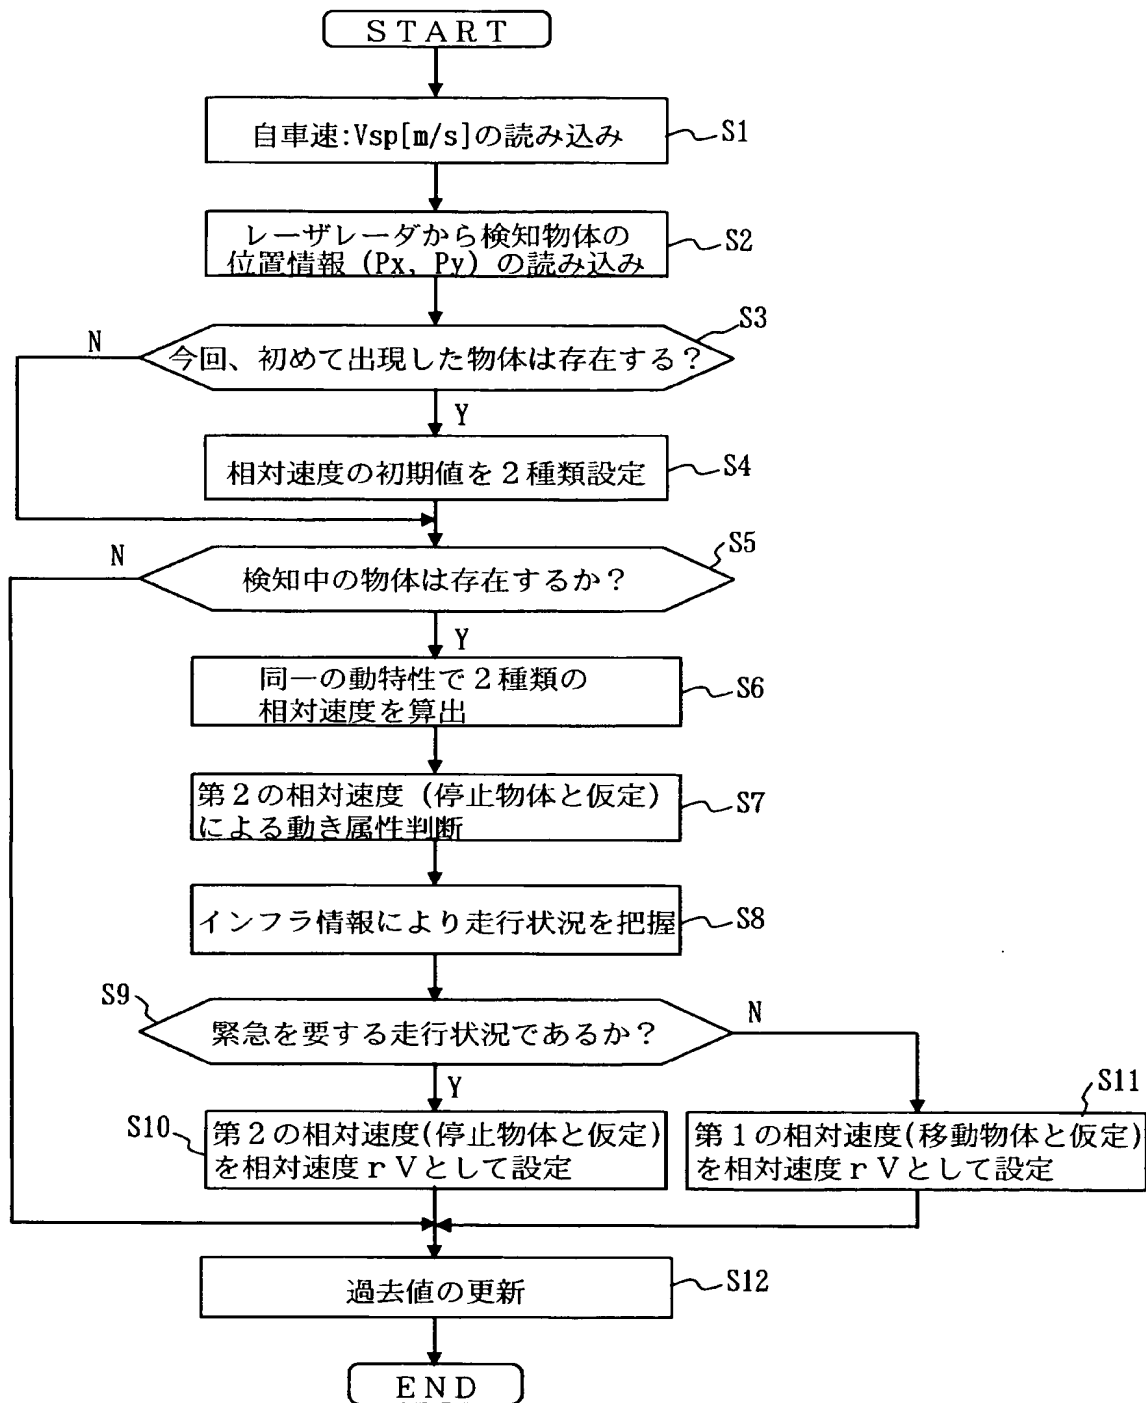 START
自車速:Vsp[m/s]の読み込み
S1
レーザレーダから検知物体の
位置情報 (Px, Py) の読み込み
S2
S3
N
今回、初めて出現した物体は存在する？
Y
相対速度の初期値を２種類設定
S4
S5
N
検知中の物体は存在するか？
Y
同一の動特性で２種類の
相対速度を算出
S6
第２の相対速度 (停止物体と仮定)
による動き属性判断
S7
インフラ情報により走行状況を把握
S8
S9
緊急を要する走行状況であるか？
N
Y
S10
第２の相対速度(停止物体と仮定)
を相対速度ｒＶとして設定
S11
第１の相対速度(移動物体と仮定)
を相対速度ｒＶとして設定
過去値の更新
S12
END